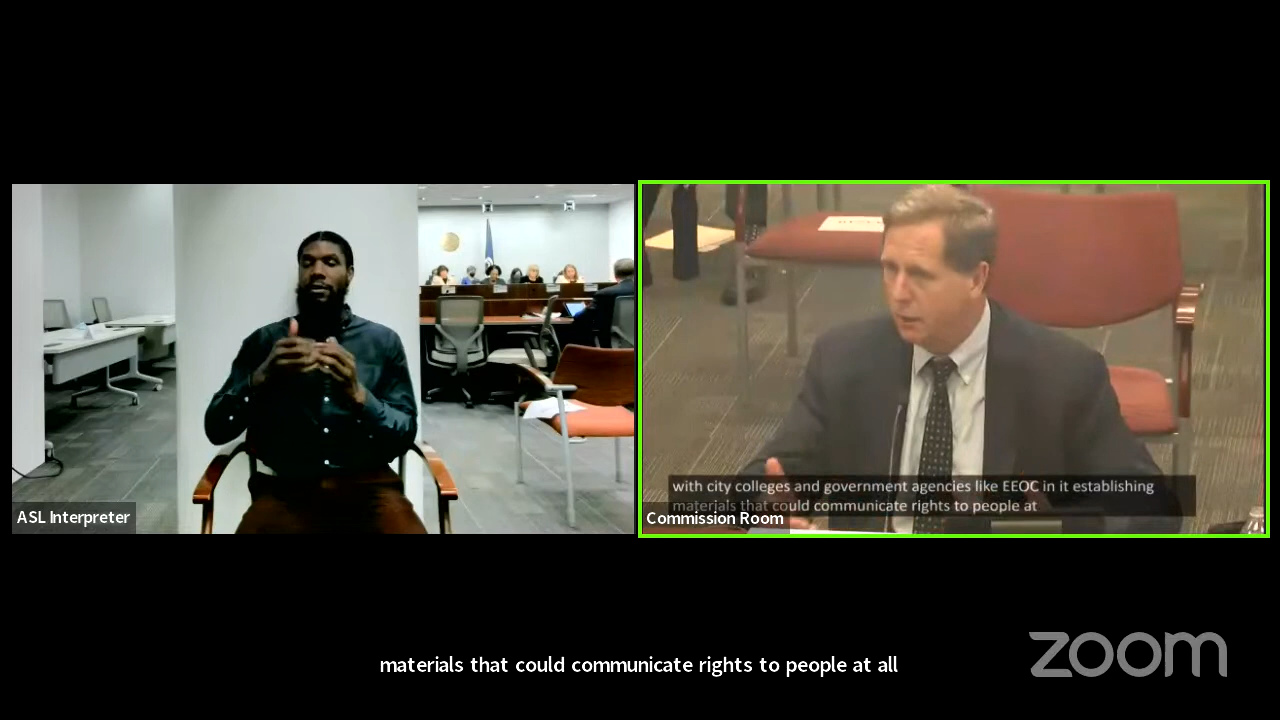 with city colleges and government agencies like EEOC in it establishing
materials that could communicate rights to people at
ASL Interpreter
Commission Room
materials that could communicate rights to people at all
zoom